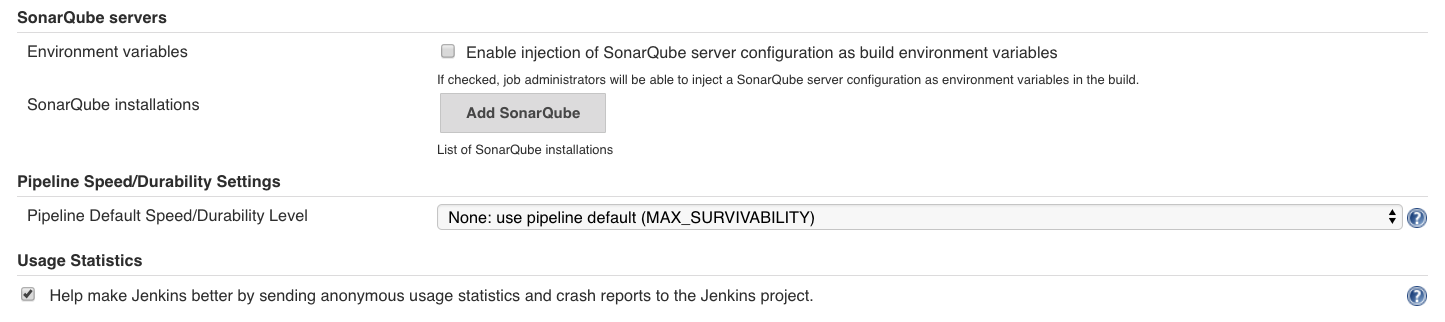 SonarQube servers
Environment variables
Enable injection of SonarQube server configuration as build environment variables
If checked, job administrators will be able to inject a SonarQube server configuration as environment variables in the build.
SonarQube installations
Add SonarQube
List of SonarQube installations
Pipeline Speed/Durability Settings
Pipeline Default Speed/Durability Level
None: use pipeline default (MAX_SURVIVABILITY)
?
Usage Statistics
Help make Jenkins better by sending anonymous usage statistics and crash reports to the Jenkins project.
?